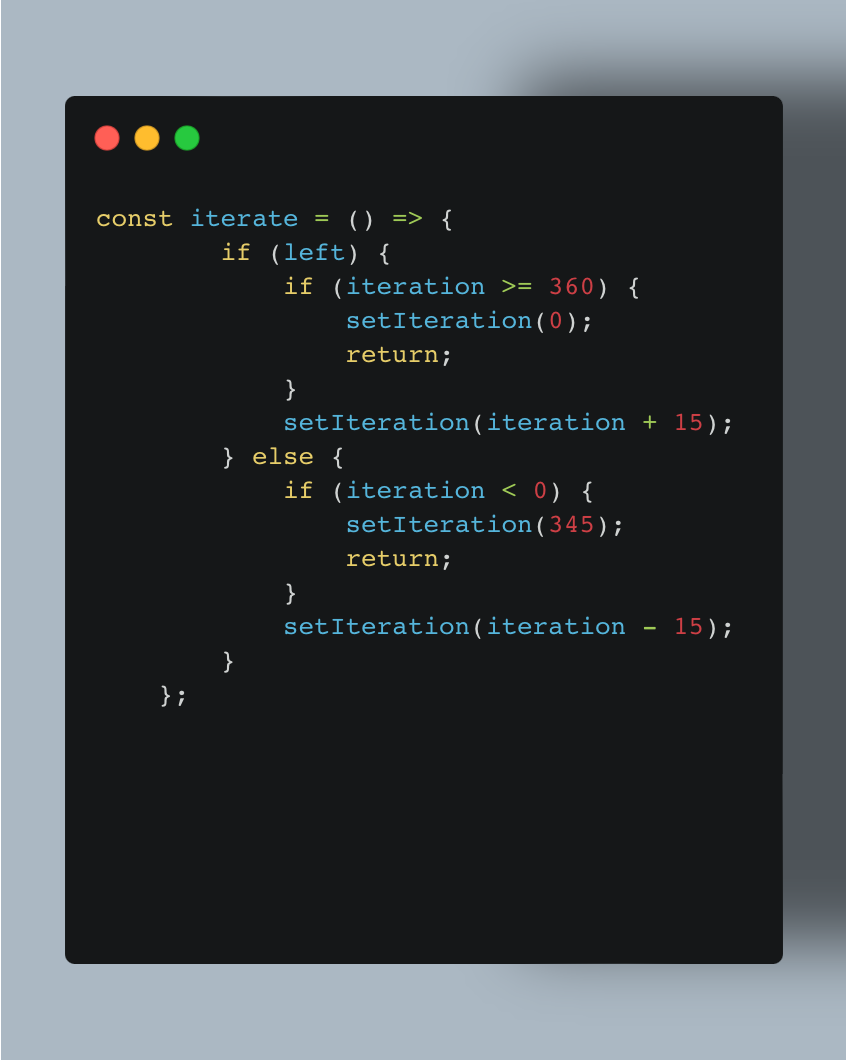 const iterate = () => {
        if (left) {
            if (iteration >= 360) {
                setIteration(0);
                return;
            }
            setIteration(iteration + 15);
        } else {
            if (iteration < 0) {
                setIteration(345);
                return;
            }
            setIteration(iteration - 15);
        }
    };